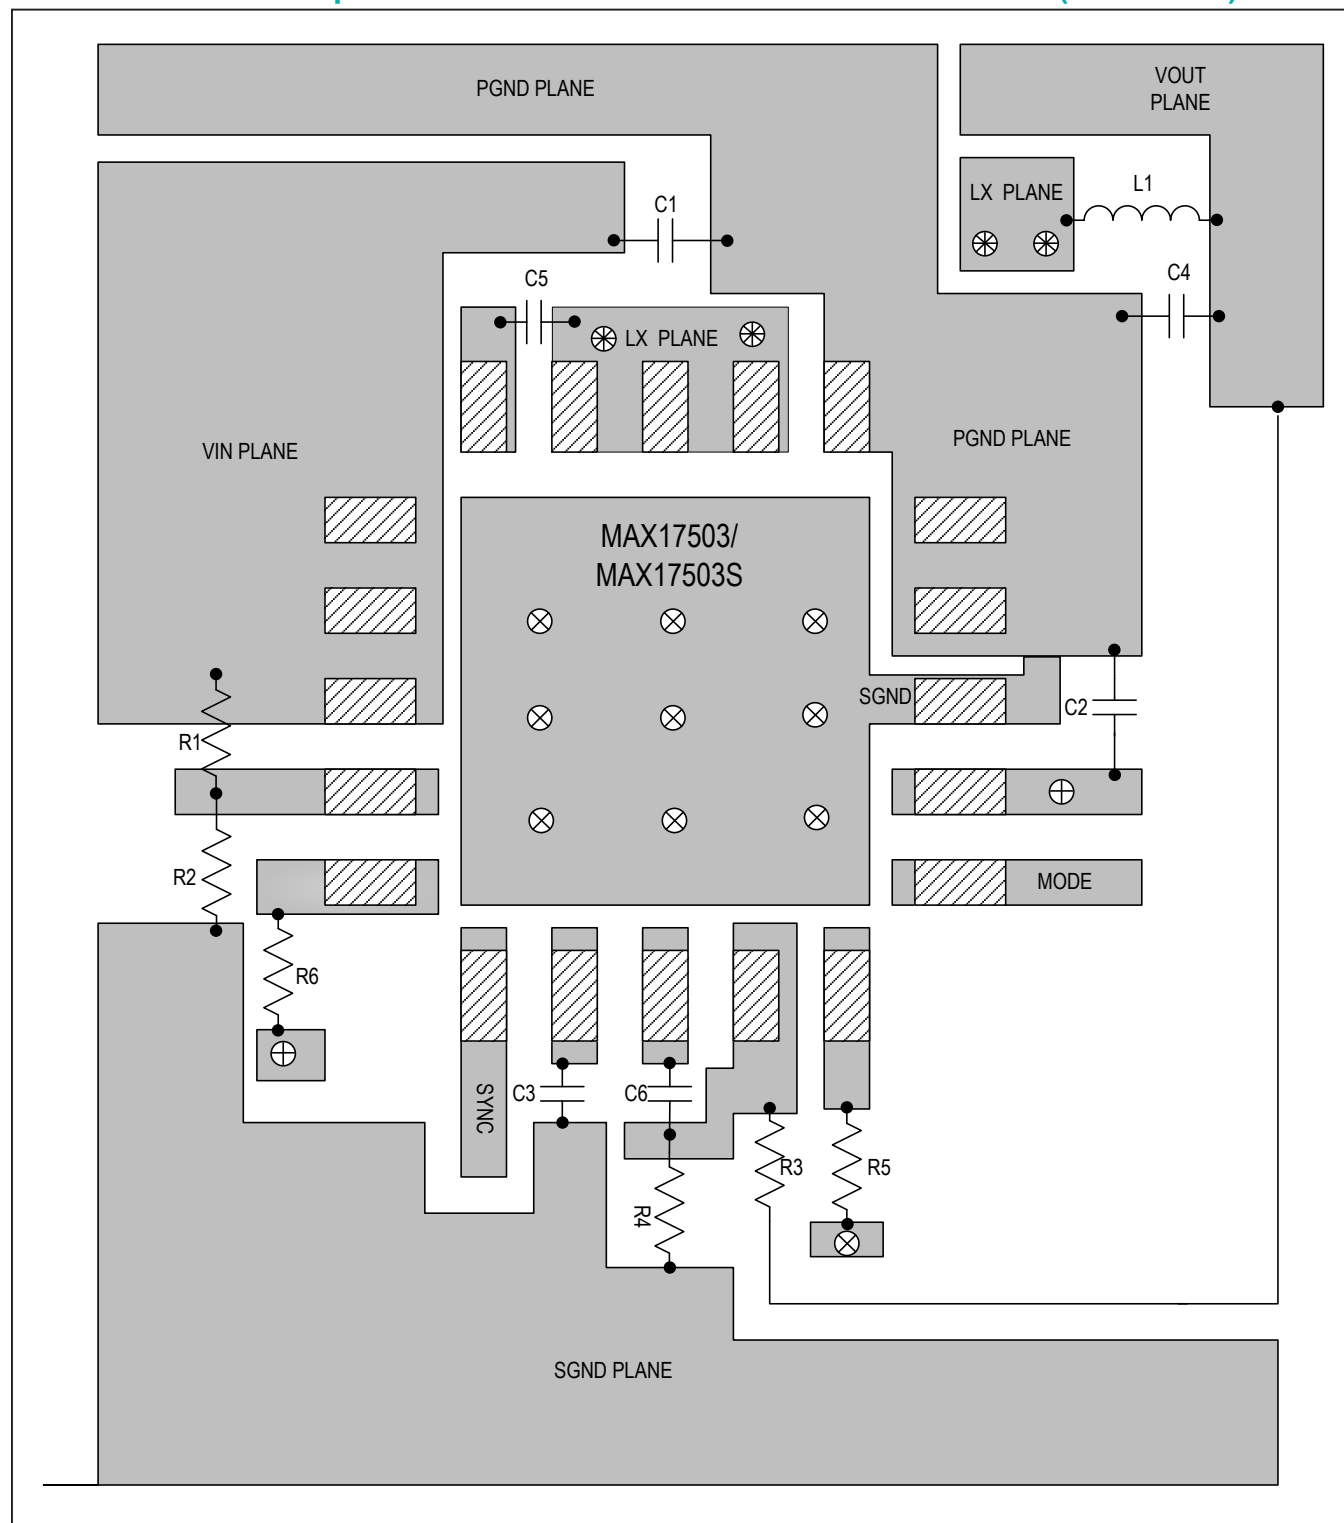 PGND PLANE
VOUT
PLANE
LX PLANE
L1
C1
C4
C5
LX PLANE
VIN PLANE
PGND PLANE
MAX17503/
MAX17503S
SGND
C2
R1
R2
MODE
R6
SYNC
C3
C6
R3
R5
R4
SGND PLANE